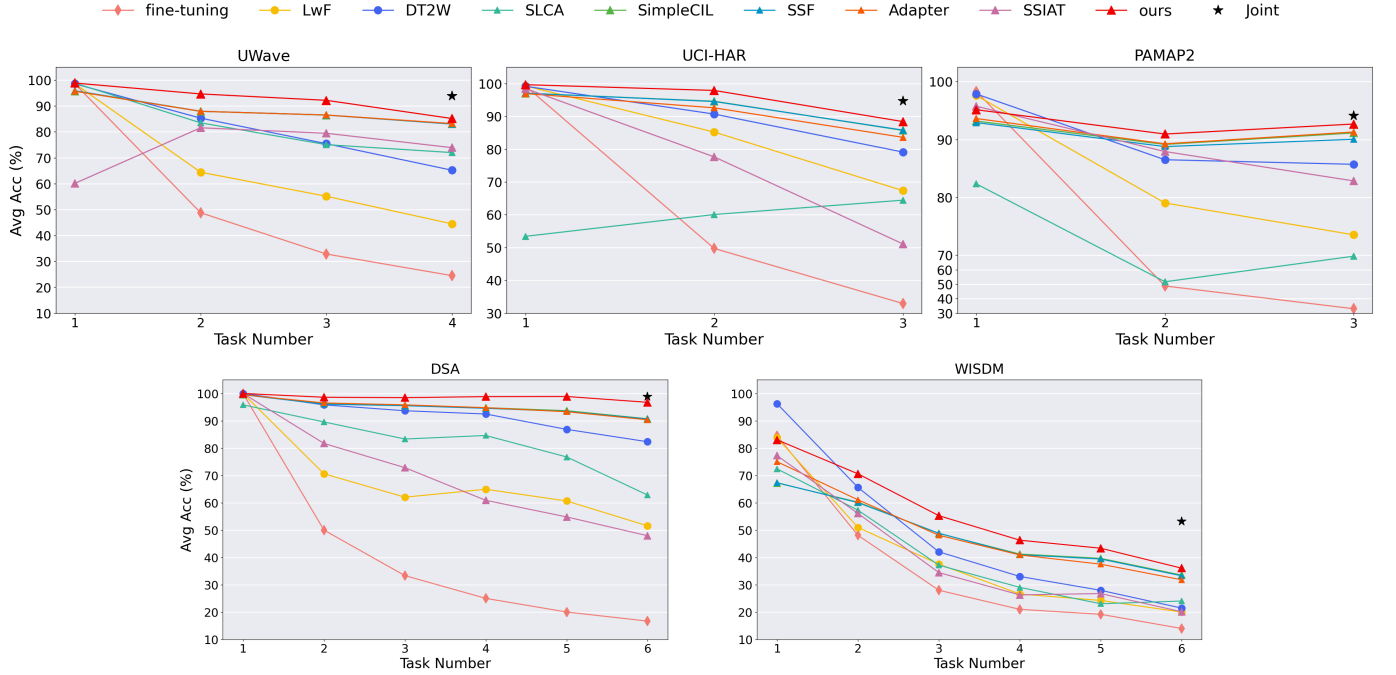 fine-tuning LwF DT2W SLCA SimpleCIL SSF Adapter SSIAT ours Joint
UWave
Avg Acc (%)
100
90
80
70
60
50
40
30
20
10
1 2 3 4
Task Number
UCI-HAR
100
90
80
70
60
50
40
30
1 2 3
Task Number
PAMAP2
100
90
80
70
60
50
40
30
1 2 3
Task Number
DSA
Avg Acc (%)
100
90
80
70
60
50
40
30
20
10
1 2 3 4 5 6
Task Number
WISDM
100
90
80
70
60
50
40
30
20
10
1 2 3 4 5 6
Task Number